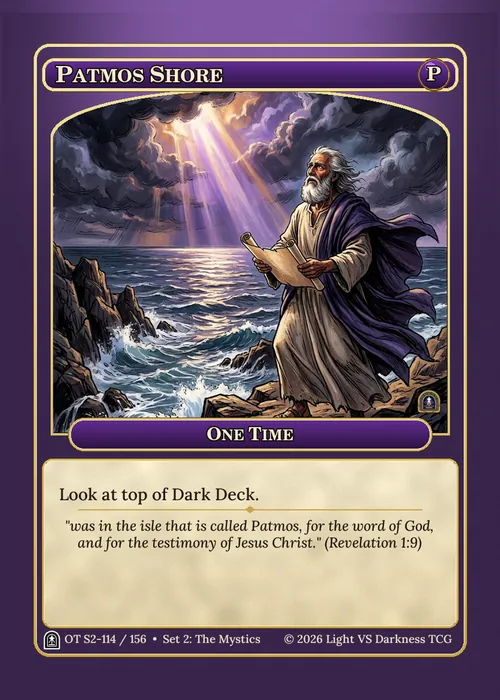 Patmos Shore
P
One Time
Look at top of Dark Deck.
"was in the isle that is called Patmos, for the word of God,
and for the testimony of Jesus Christ." (Revelation 1:9)
OT S2-114 / 156 • Set 2: The Mystics © 2026 Light VS Darkness TCG